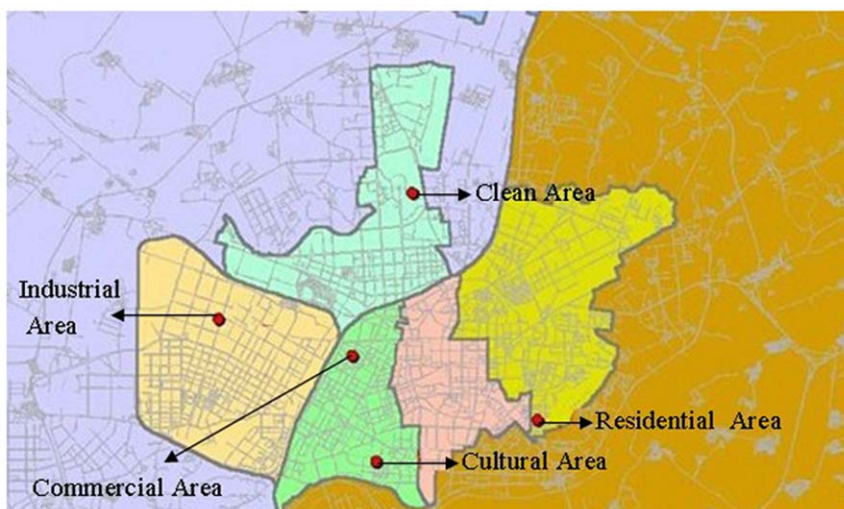 Clean Area
Industrial
Area
Residential Area
Cultural Area
Commercial Area